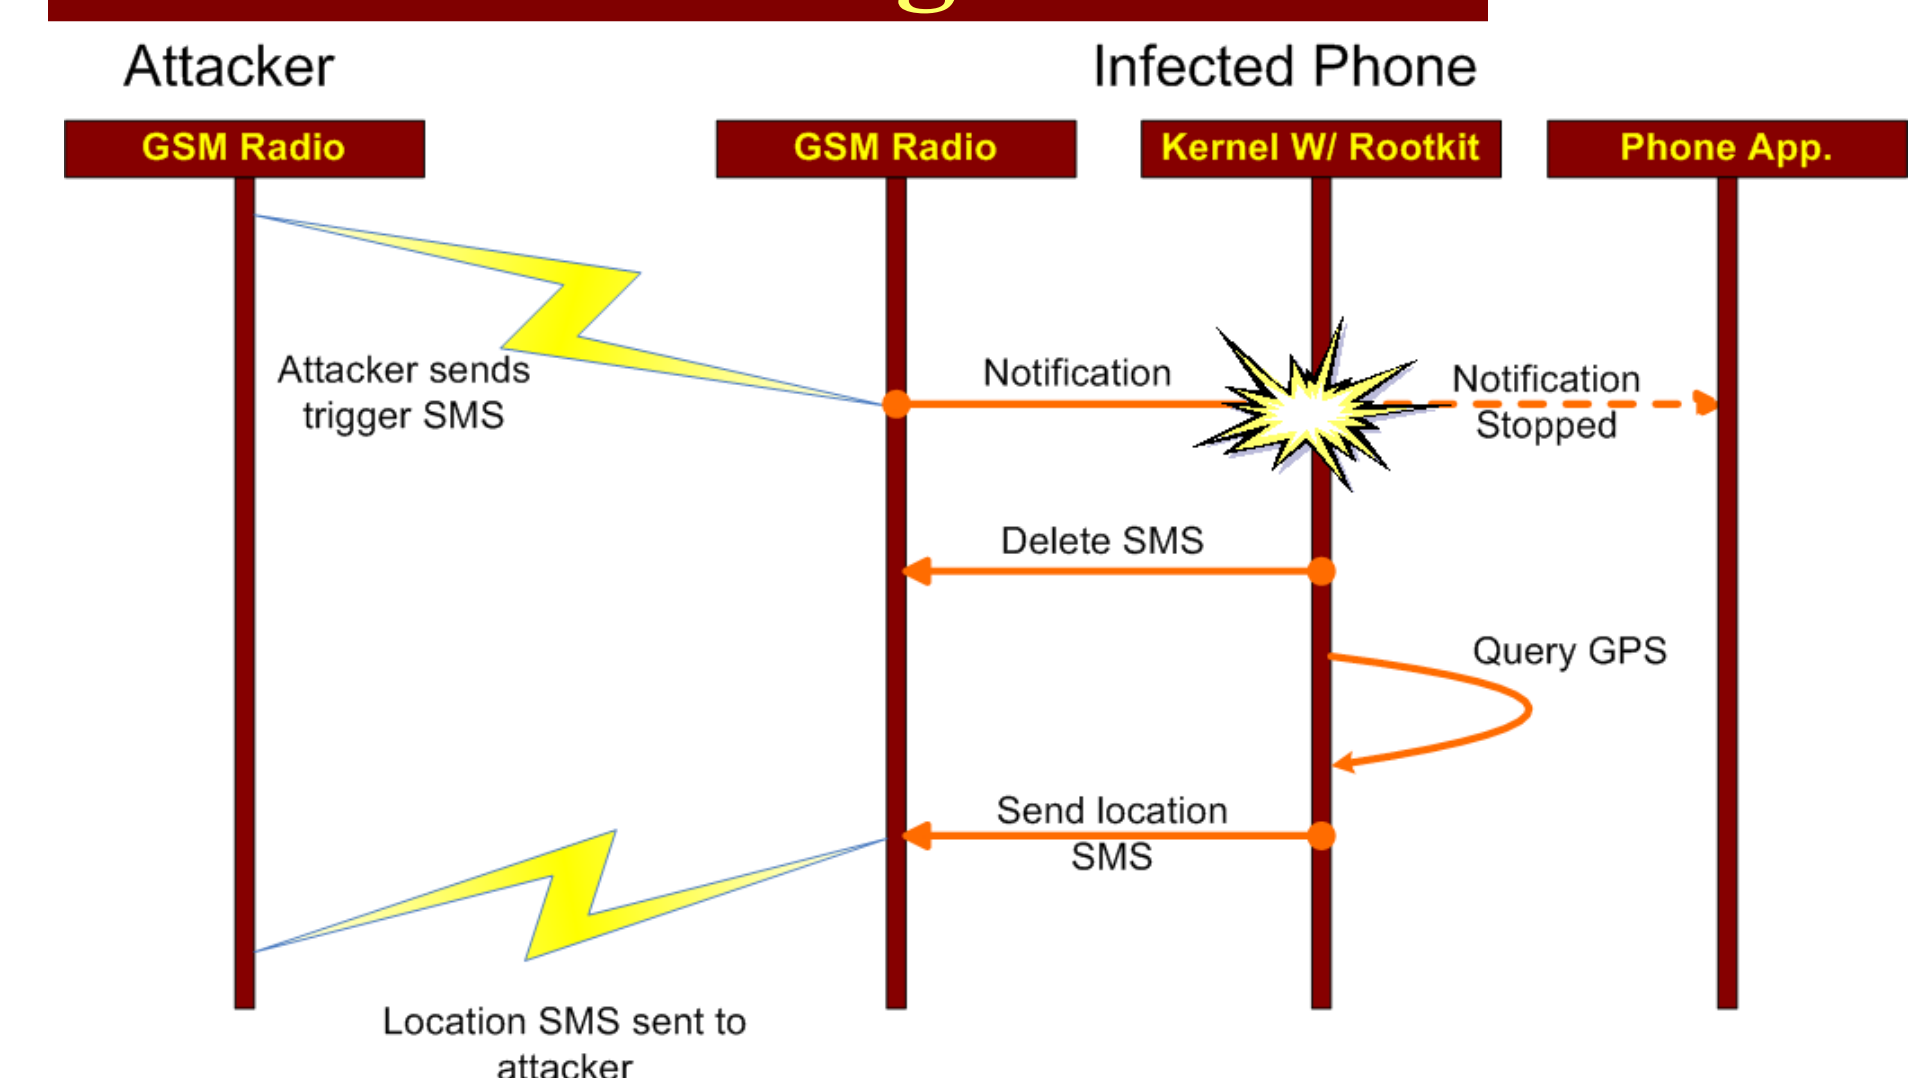 Attacker
Infected Phone
GSM Radio
GSM Radio
Kernel W/ Rootkit
Phone App.
Attacker sends
trigger SMS
Notification
Notification
Stopped
Delete SMS
Query GPS
Send location
SMS
Location SMS sent to
attacker